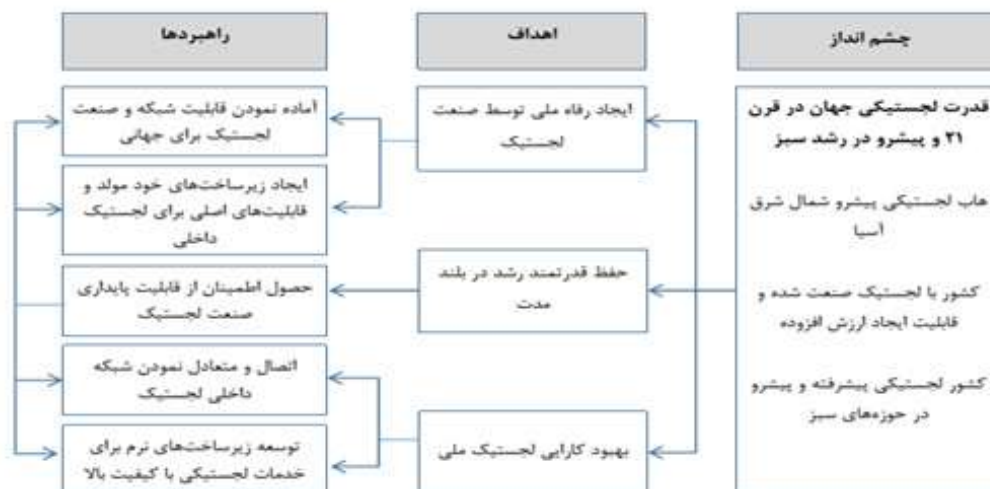 چشم انداز
اهداف
راهبردها
قدرت لجستیکی جهان در قرن
۲۱ و پیشرو در رشد سبز
هاب لجستیکی پیشرو شمال شرق
آسیا
کشور با لجستیک صنعت شده و
قابلیت ایجاد ارزش افزوده
کشور لجستیکی پیشرفته و پیشرو
در حوزه‌های سبز
ایجاد رفاه ملی توسط صنعت
لجستیک
حفظ قدرتمند رشد در بلند
مدت
بهبود کارایی لجستیک ملی
آماده نمودن قابلیت شبکه و صنعت
لجستیک برای جهانی
ایجاد زیرساخت‌های خود مولد و
قابلیت‌های اصلی برای لجستیک
داخلی
حصول اطمینان از قابلیت پایداری
صنعت لجستیک
اتصال و متعادل نمودن شبکه
داخلی لجستیک
توسعه زیرساخت‌های نرم برای
خدمات لجستیکی با کیفیت بالا